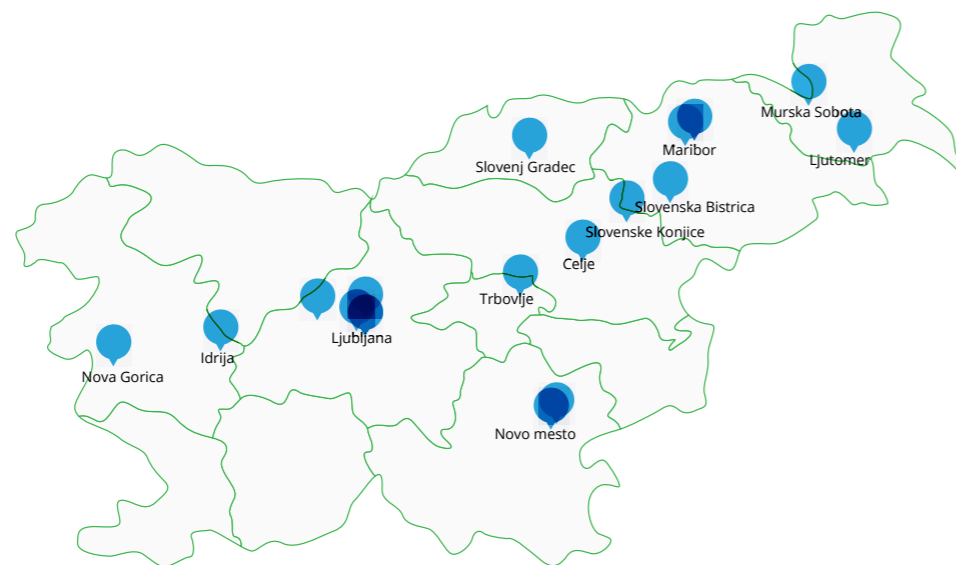 Murska Sobota
Maribor
Ljutomer
Slovenj Gradec
Slovenska Bistrica
Slovenske Konjice
Celje
Trbovlje
Ljubljana
Idrija
Nova Gorica
Novo mesto